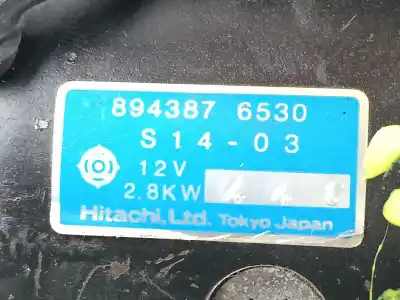 894387 6530
S14-03
12V
2.8KW
Hitachi, Ltd. Tokyo Japan